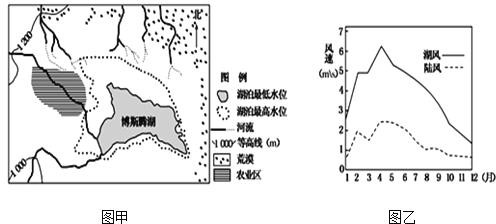 北
1 200
博斯腾湖
1 000
图 例
湖泊最低水位
湖泊最高水位
河流
1 000 等高线(m)
荒漠
农业区
图甲
风速(m/s)
7
6
5
4
3
2
1
0
湖风
陆风
1 2 3 4 5 6 7 8 9 10 11 12 (月)
图乙